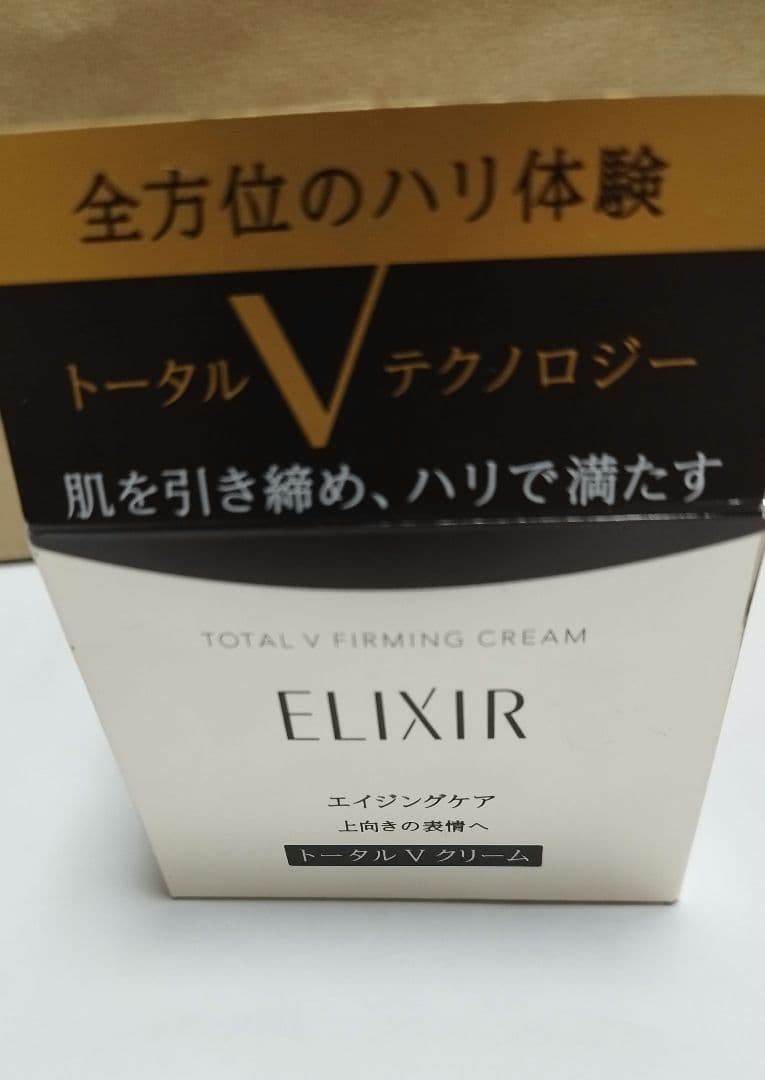 全方位のハリ体験
トータルVテクノロジー
肌を引き締め、ハリで満たす
TOTAL V FIRMING CREAM
ELIXIR
エイジングケア
上向きの表情へ
トータル V クリーム